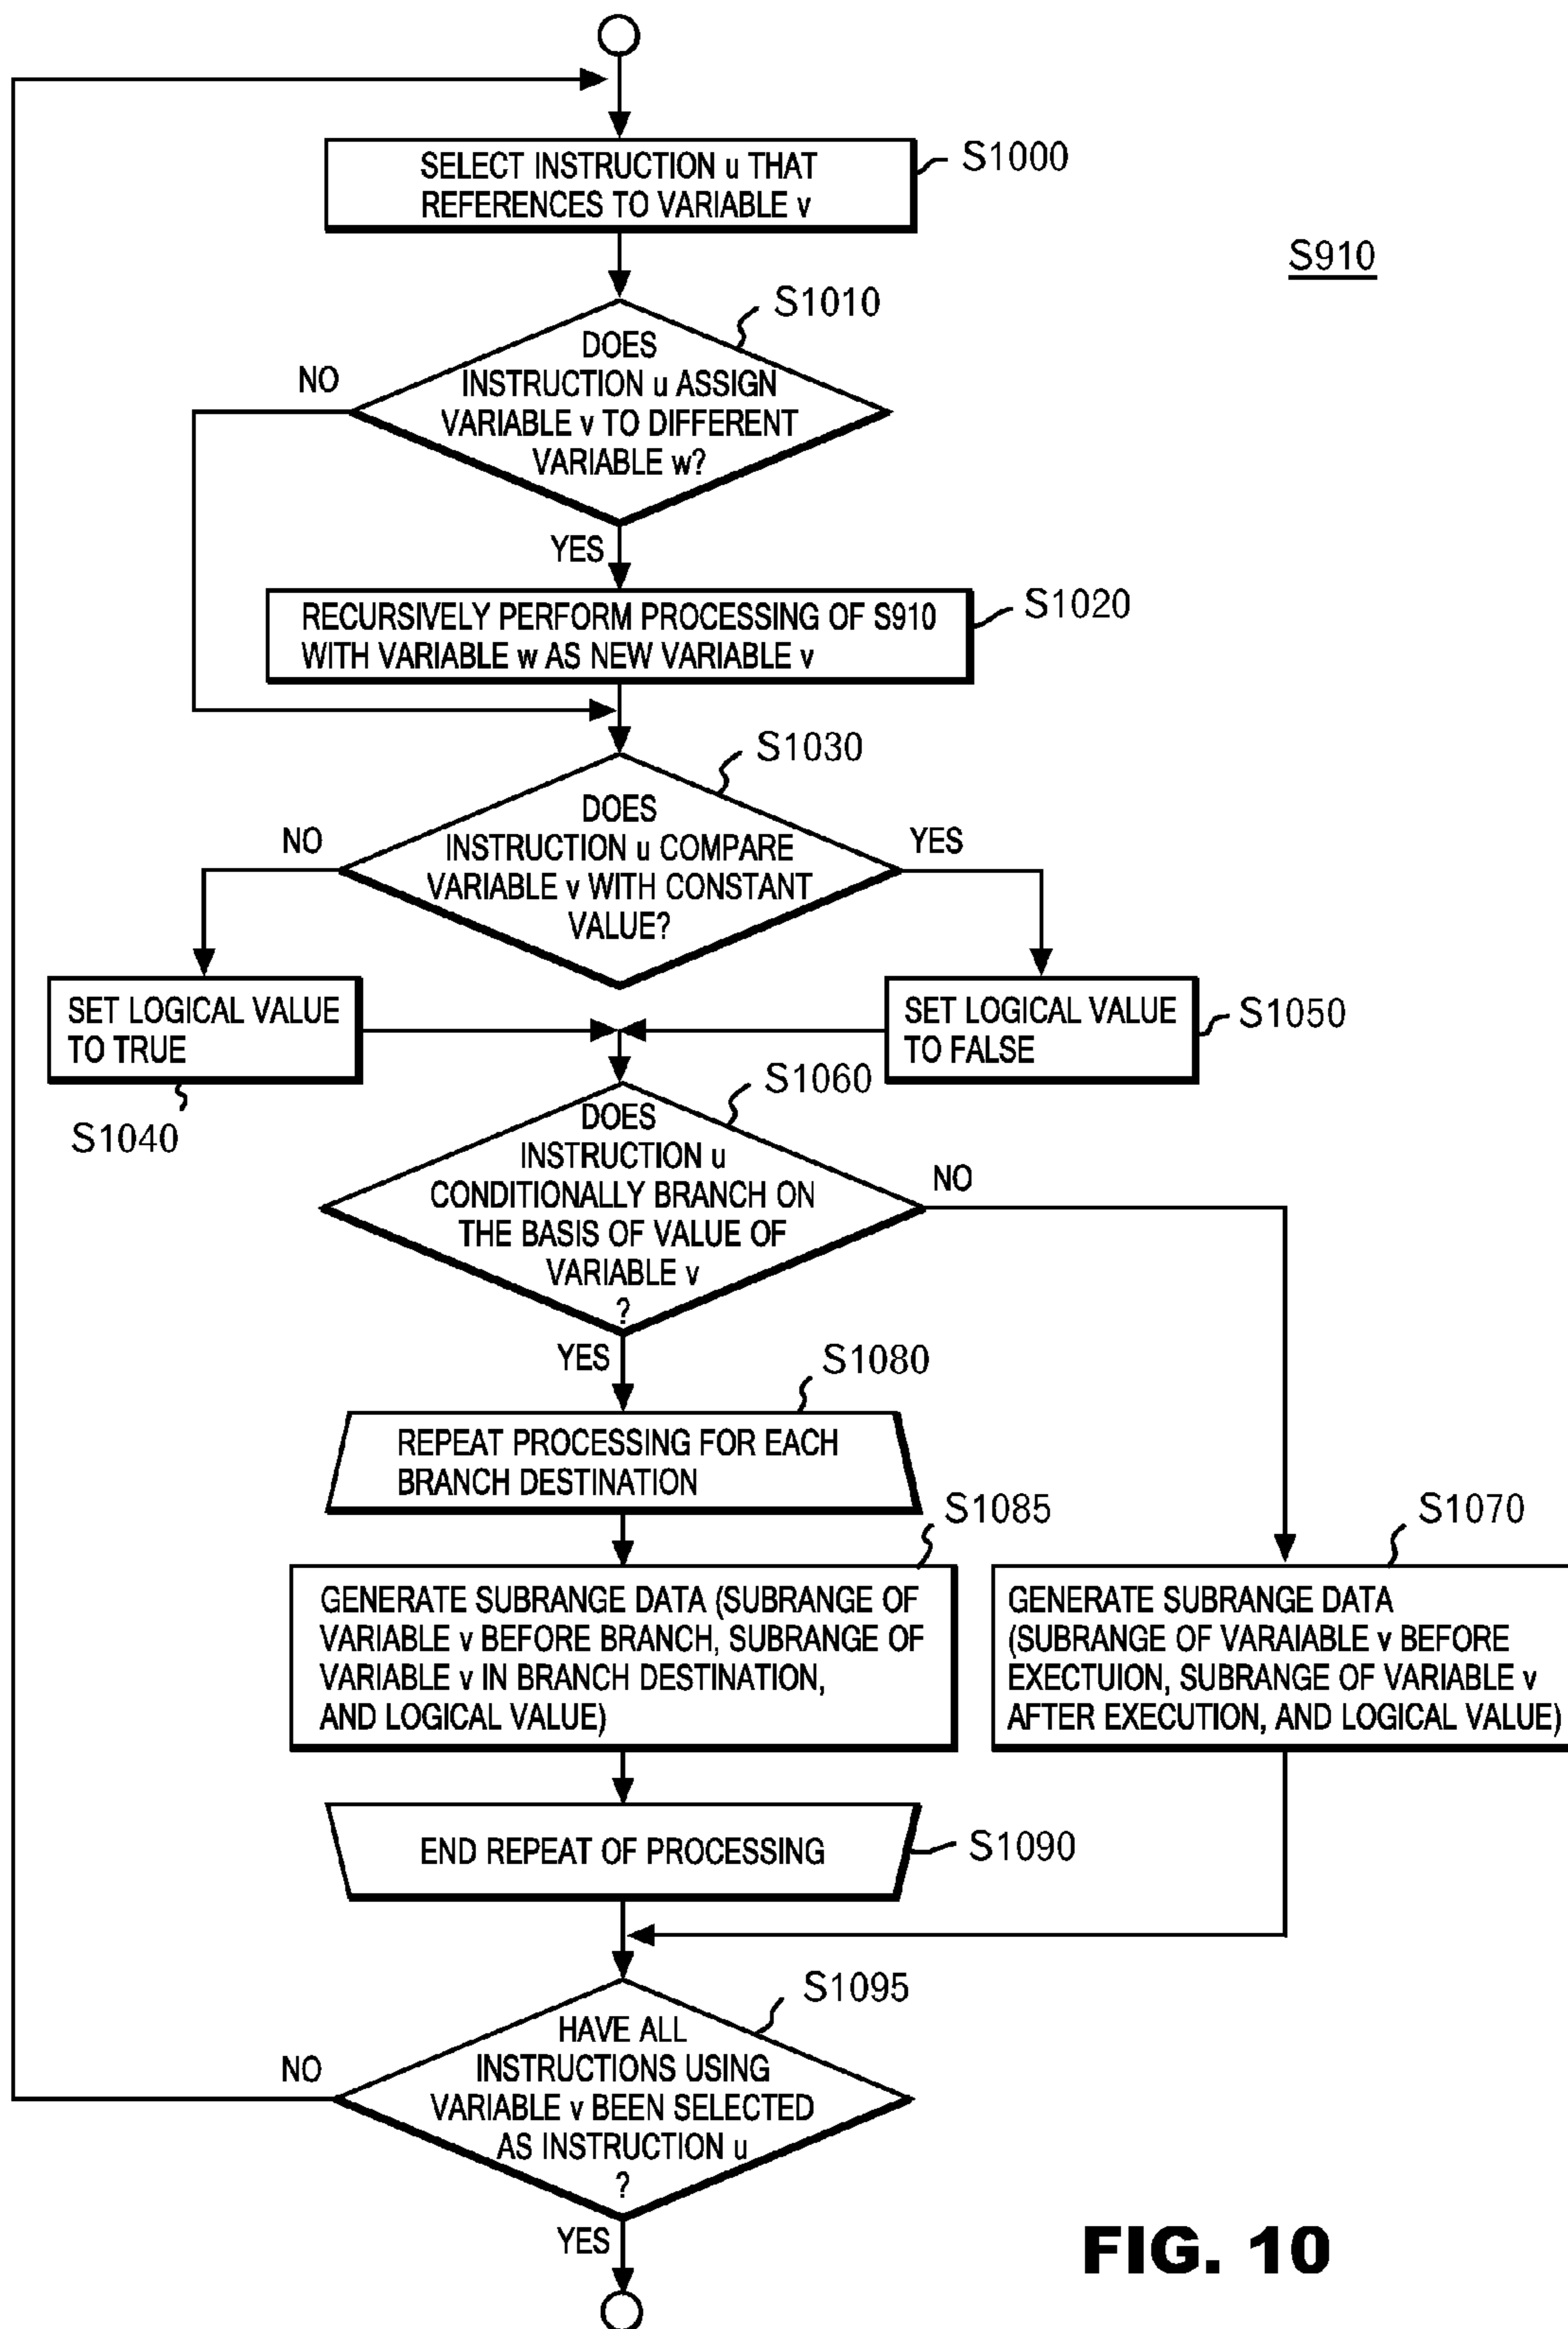 SELECT INSTRUCTION u THAT
REFERENCES TO VARIABLE v
S1000
S910
S1010
DOES
INSTRUCTION u ASSIGN
VARIABLE v TO DIFFERENT
VARIABLE w?
NO
YES
RECURSIVELY PERFORM PROCESSING OF S910
WITH VARIABLE w AS NEW VARIABLE v
S1020
S1030
DOES
INSTRUCTION u COMPARE
VARIABLE v WITH CONSTANT
VALUE?
NO
YES
SET LOGICAL VALUE
TO TRUE
S1040
SET LOGICAL VALUE
TO FALSE
S1050
S1060
DOES
INSTRUCTION u
CONDITIONALLY BRANCH ON
THE BASIS OF VALUE OF
VARIABLE v
?
NO
YES
S1080
REPEAT PROCESSING FOR EACH
BRANCH DESTINATION
S1085
GENERATE SUBRANGE DATA (SUBRANGE OF
VARIABLE v BEFORE BRANCH, SUBRANGE OF
VARIABLE v IN BRANCH DESTINATION,
AND LOGICAL VALUE)
S1070
GENERATE SUBRANGE DATA
(SUBRANGE OF VARAIABLE v BEFORE
EXECTUION, SUBRANGE OF VARIABLE v
AFTER EXECUTION, AND LOGICAL VALUE)
END REPEAT OF PROCESSING
S1090
S1095
HAVE ALL
INSTRUCTIONS USING
VARIABLE v BEEN SELECTED
AS INSTRUCTION u
?
NO
YES
FIG. 10